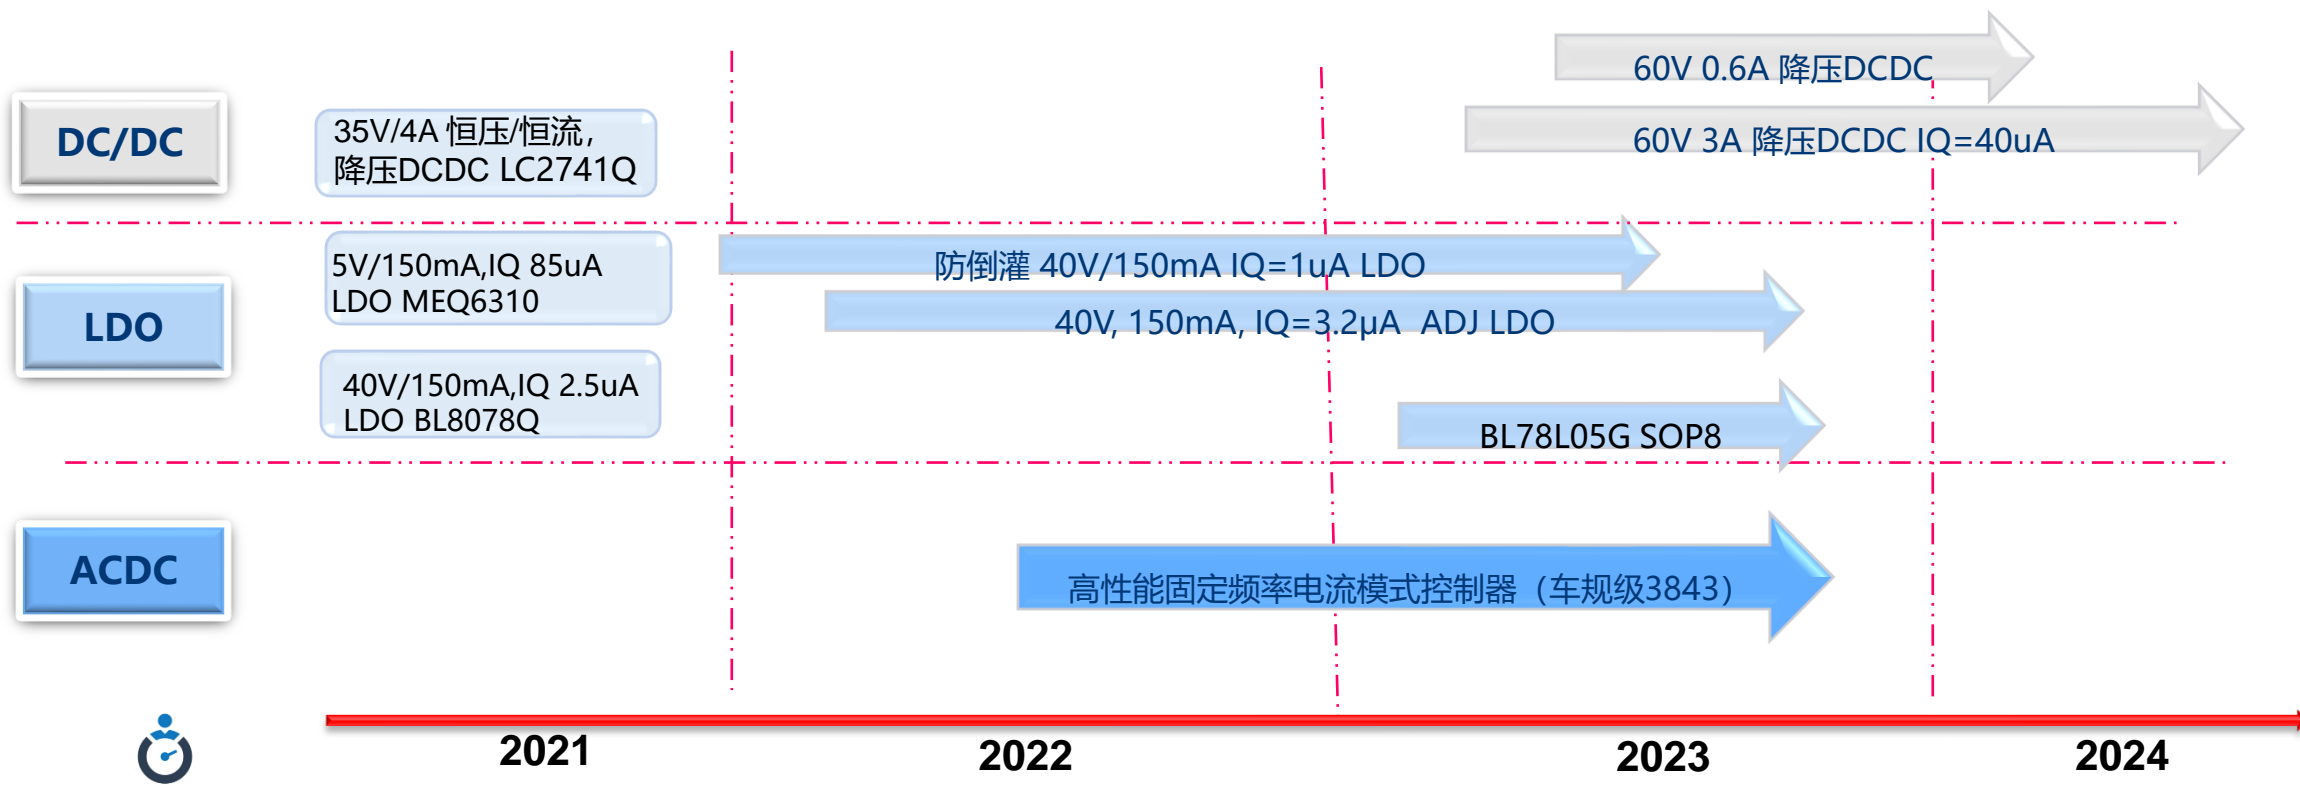 60V 0.6A 降压DCDC
DC/DC
35V/4A 恒压/恒流,
降压DCDC LC2741Q
60V 3A 降压DCDC IQ=40uA
LDO
5V/150mA,IQ 85uA
LDO MEQ6310
防倒灌 40V/150mA IQ=1uA LDO
40V, 150mA, IQ=3.2μA ADJ LDO
40V/150mA,IQ 2.5uA
LDO BL8078Q
BL78L05G SOP8
ACDC
高性能固定频率电流模式控制器（车规级3843）
2021
2022
2023
2024